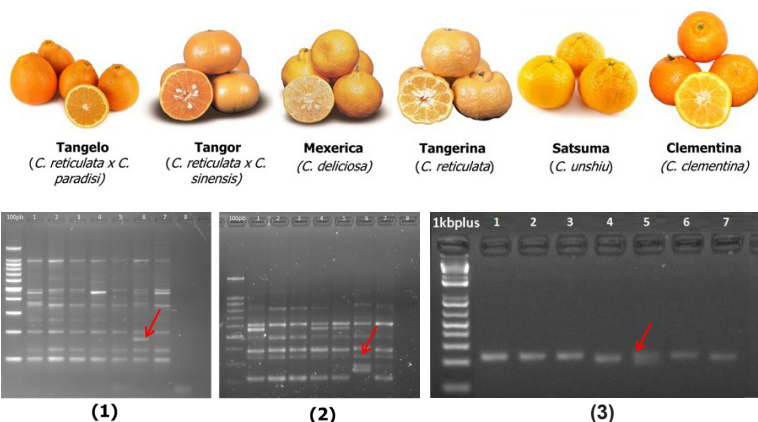 Tangelo
(C. reticulata x C.
paradisi)
Tangor
(C. reticulata x C.
sinensis)
Mexerica
(C. deliciosa)
Tangerina
(C. reticulata)
Satsuma
(C. unshiu)
Clementina
(C. clementina)
100pb 1 2 3 4 5 6 7 8
100pb 1 2 3 4 5 6 7 8
1kbplus 1 2 3 4 5 6 7
(1)
(2)
(3)